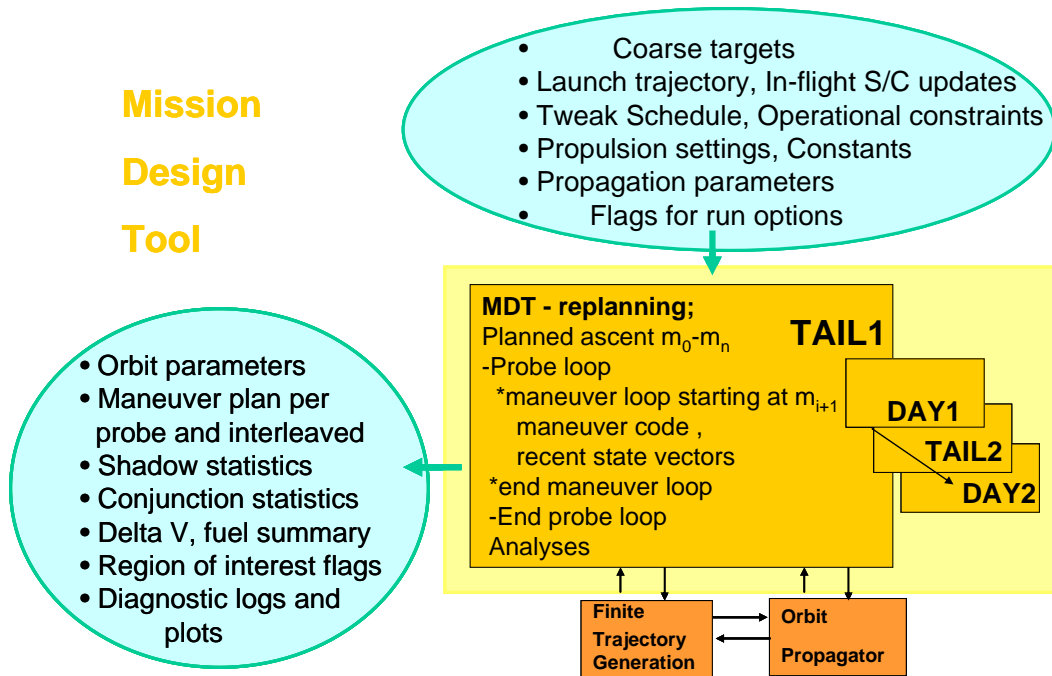 Mission
Design
Tool
• Coarse targets
• Launch trajectory, In-flight S/C updates
• Tweak Schedule, Operational constraints
• Propulsion settings, Constants
• Propagation parameters
• Flags for run options
MDT - replanning;
Planned ascent m₀-mₙ
-Probe loop
*maneuver loop starting at mᵢ₊₁
maneuver code ,
recent state vectors
*end maneuver loop
-End probe loop
Analyses
TAIL1
DAY1
TAIL2
DAY2
• Orbit parameters
• Maneuver plan per
probe and interleaved
• Shadow statistics
• Conjunction statistics
• Delta V, fuel summary
• Region of interest flags
• Diagnostic logs and
plots
Finite
Trajectory
Generation
Orbit
Propagator